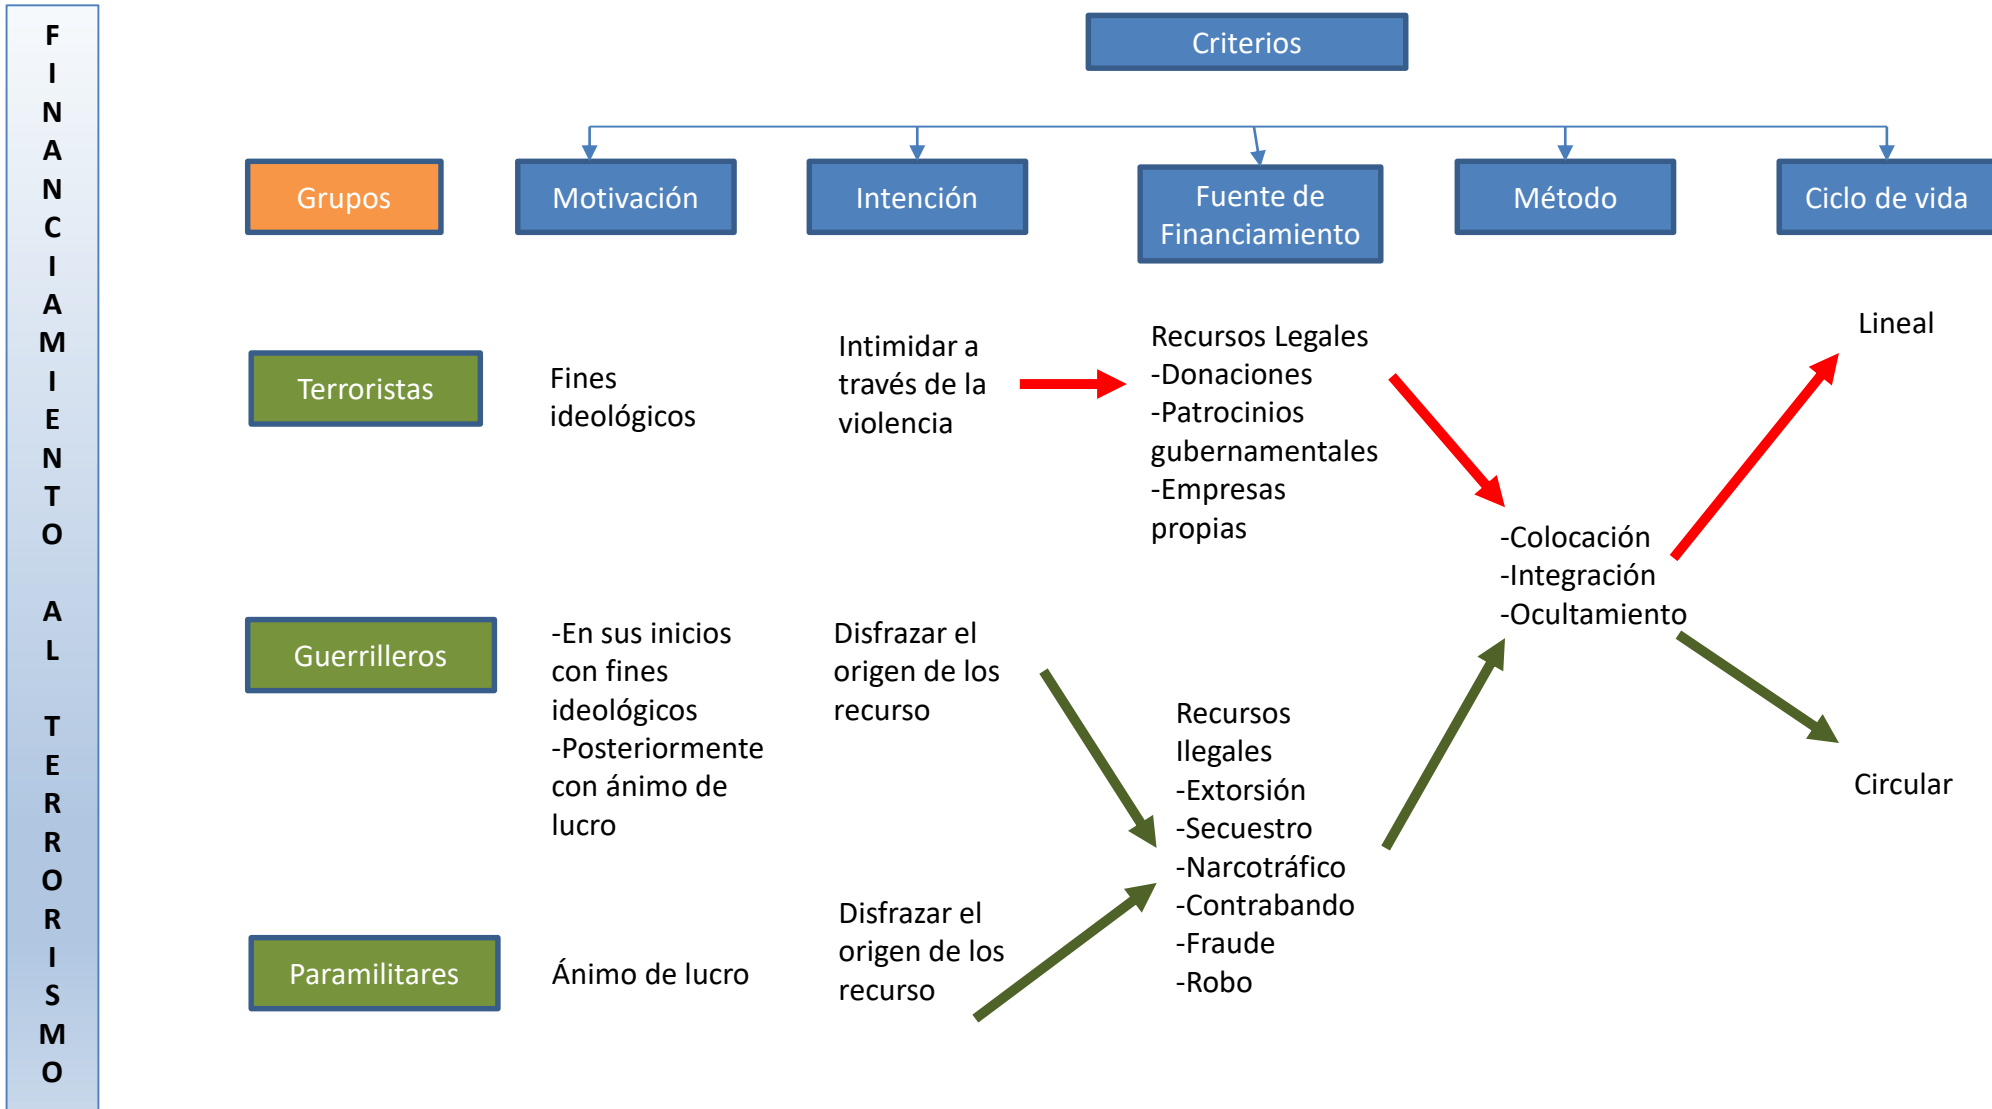 FINANCIAMIENTO AL TERRORISMO
Criterios
Grupos
Motivación
Intención
Fuente de
Financiamiento
Método
Ciclo de vida
Terroristas
Fines
ideológicos
Intimidar a
través de la
violencia
Recursos Legales
-Donaciones
-Patrocinios
gubernamentales
-Empresas
propias
Lineal
-Colocación
-Integración
-Ocultamiento
Guerrilleros
-En sus inicios
con fines
ideológicos
-Posteriormente
con ánimo de
lucro
Disfrazar el
origen de los
recurso
Recursos
Ilegales
-Extorsión
-Secuestro
-Narcotráfico
-Contrabando
-Fraude
-Robo
Circular
Paramilitares
Ánimo de lucro
Disfrazar el
origen de los
recurso